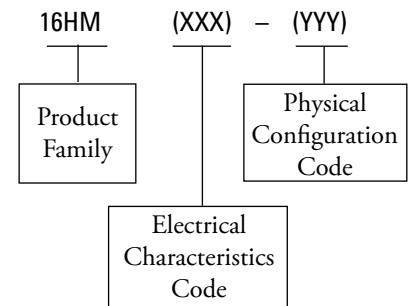 16HM (XXX) – (YYY)
Product
Family
Physical
Configuration
Code
Electrical
Characteristics
Code